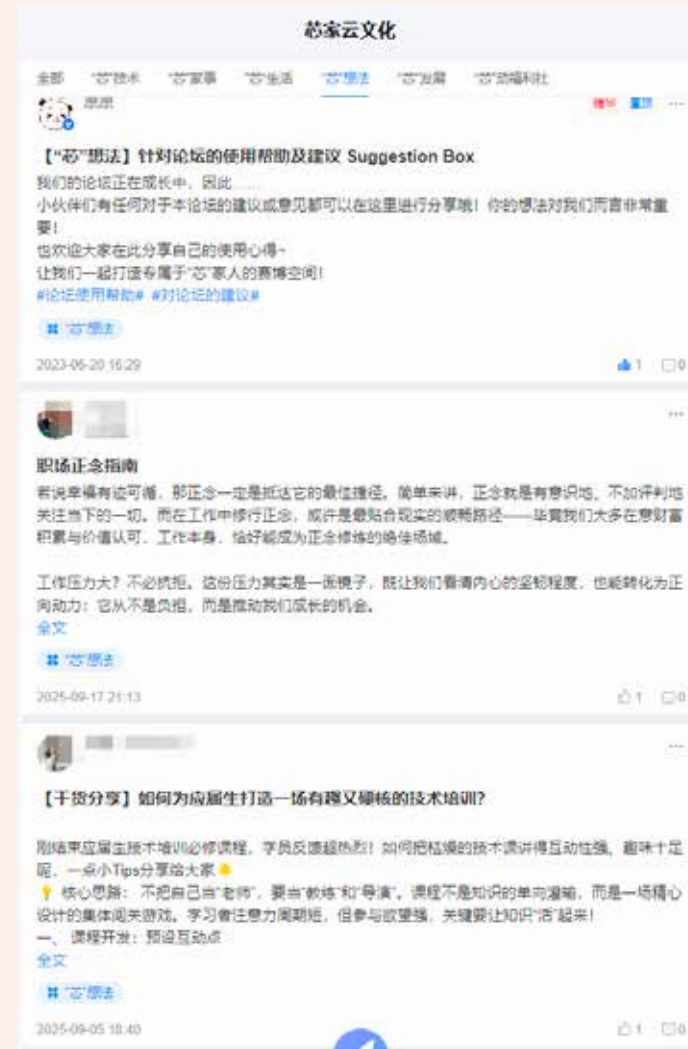 芯家云文化
全部 "芯"技术 "芯"家事 "芯"生活 "芯"想法 "芯"发展 "芯"动福利社
原原
精华 置顶
【“芯”想法】针对论坛的使用帮助及建议 Suggestion Box
我们的论坛正在成长中，因此......
小伙伴们有任何对于本论坛的建议或意见都可以在这里进行分享哦！你的想法对我们而言非常重
要！
也欢迎大家在此分享自己的使用心得~
让我们一起打造专属于"芯"家人的赛博空间！
#论坛使用帮助# #对论坛的建议#
"芯"想法
2023-06-20 16:29
1 0
职场正念指南
若说幸福有迹可循，那正念一定是抵达它的最佳捷径。简单来讲，正念就是有意识地、不加评判地
关注当下的一切。而在工作中修行正念，或许是最贴合现实的顺畅路径——毕竟我们大多在意财富
积累与价值认可，工作本身，恰好能成为正念修炼的绝佳场域。
工作压力大？不必抗拒。这份压力其实是一面镜子，既让我们看清内心的坚韧程度，也能转化为正
向动力：它从不是负担，而是推动我们成长的机会。
全文
"芯"想法
2025-09-17 21:13
1 0
【干货分享】如何为应届生打造一场有趣又硬核的技术培训？
刚结束应届生技术培训必修课程，学员反馈超热烈！如何把枯燥的技术课讲得互动性强、趣味十足
呢，一点小Tips分享给大家
核心思路： 不把自己当"老师"，要当"教练"和"导演"。课程不是知识的单向灌输，而是一场精心
设计的集体闯关游戏。学习者注意力周期短，但参与欲望强，关键要让知识"活"起来！
一、 课程开发：预设互动点
全文
"芯"想法
2025-09-05 18:40
1 0